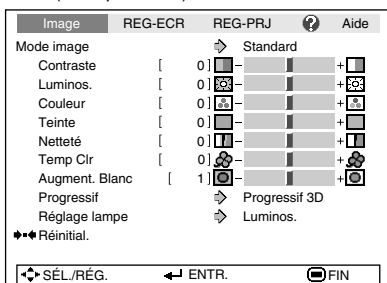 Image REG-ECR REG-PRJ ? Aide
Mode image Standard
Contraste [ 0 ] - +
Luminos. [ 0 ] - +
Couleur [ 0 ] - +
Teinte [ 0 ] - +
Netteté [ 0 ] - +
Temp Clr [ 0 ] - +
Augment. Blanc [ 1 ] - +
Progressif Progressif 3D
Réglage lampe Luminos.
Réinitial.
SÉL./RÉG. ENTR. FIN